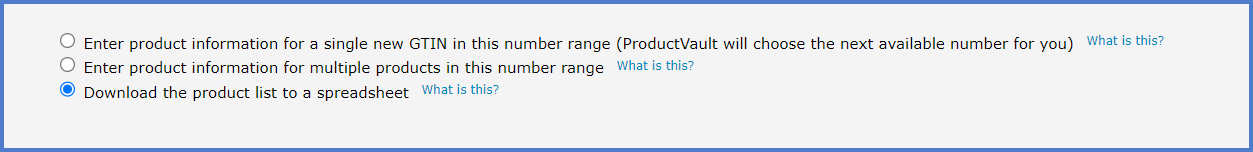 Enter product information for a single new GTIN in this number range (ProductVault will choose the next available number for you) What is this?
Enter product information for multiple products in this number range What is this?
Download the product list to a spreadsheet What is this?